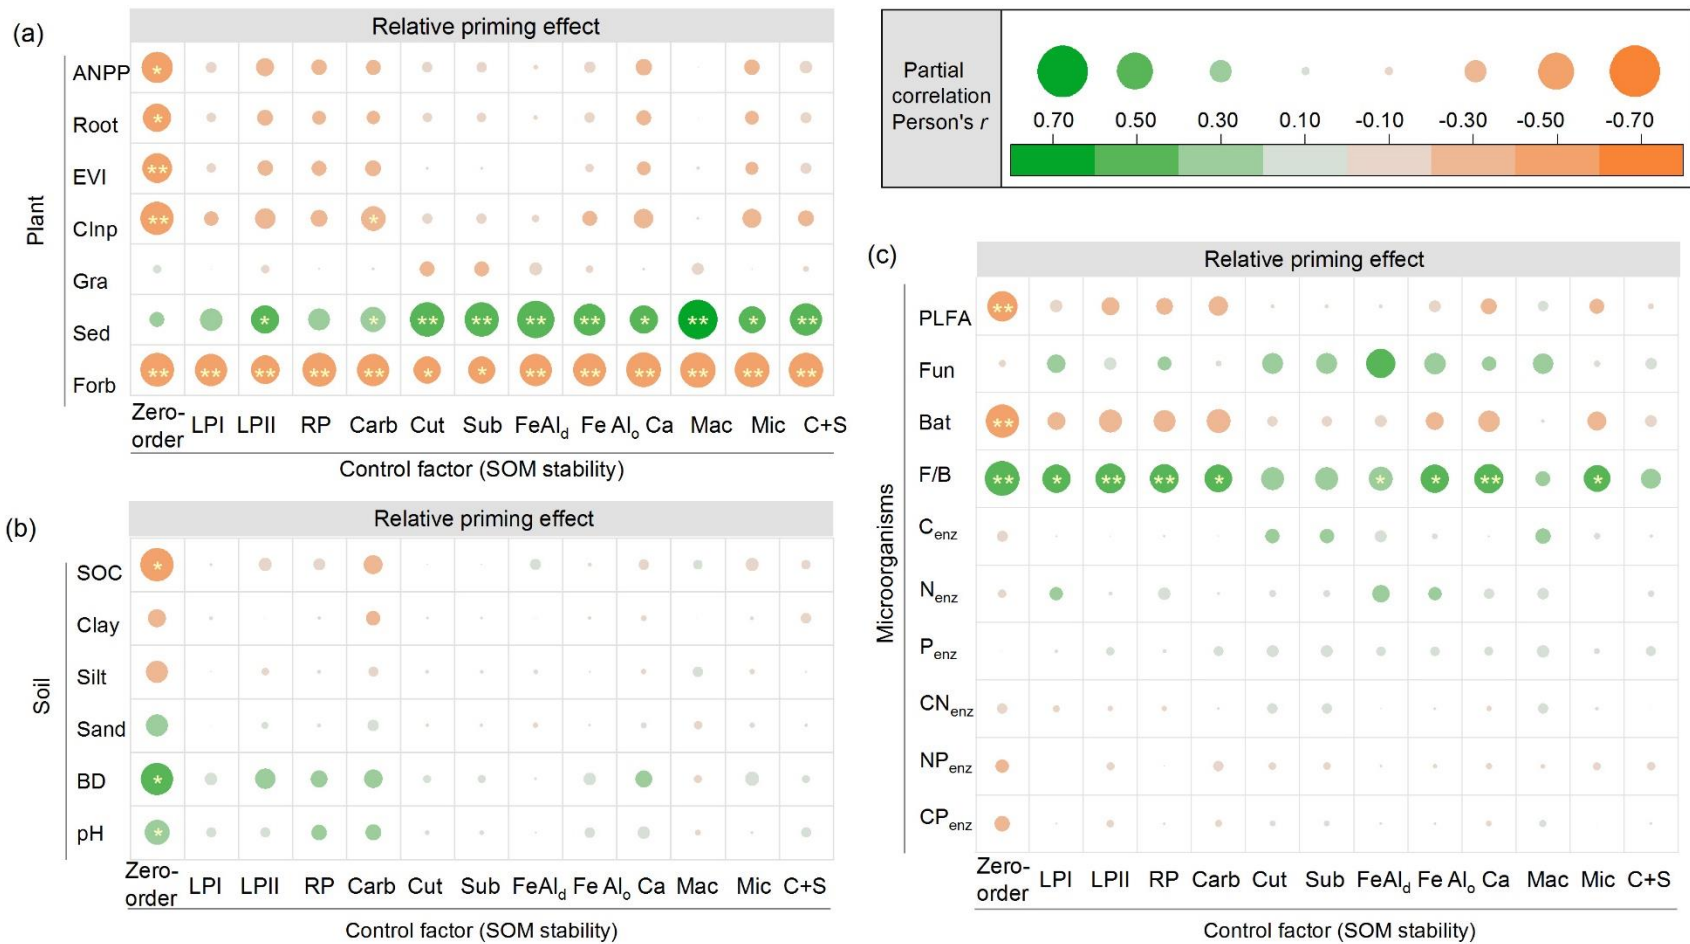 (a)
Relative priming effect
Plant
ANPP
* 
Root
*
EVI
**
Clnp
** *
Gra
Sed
* * ** ** ** ** * ** * **
Forb
** ** ** ** ** * * ** ** ** ** ** **
Zero-
order LPI LPII RP Carb Cut Sub FeAld Fe Alo Ca Mac Mic C+S
Control factor (SOM stability)
Partial
correlation
Person's r
0.70 0.50 0.30 0.10 -0.10 -0.30 -0.50 -0.70
(b)
Relative priming effect
Soil
SOC
*
Clay
Silt
Sand
BD
*
pH
*
Zero-
order LPI LPII RP Carb Cut Sub FeAld Fe Alo Ca Mac Mic C+S
Control factor (SOM stability)
(c)
Relative priming effect
Microorganisms
PLFA
**
Fun
Bat
**
F/B
** * ** ** * * * ** *
Cenz
Nenz
Penz
CNenz
NPenz
CPenz
Zero-
order LPI LPII RP Carb Cut Sub FeAld Fe Alo Ca Mac Mic C+S
Control factor (SOM stability)